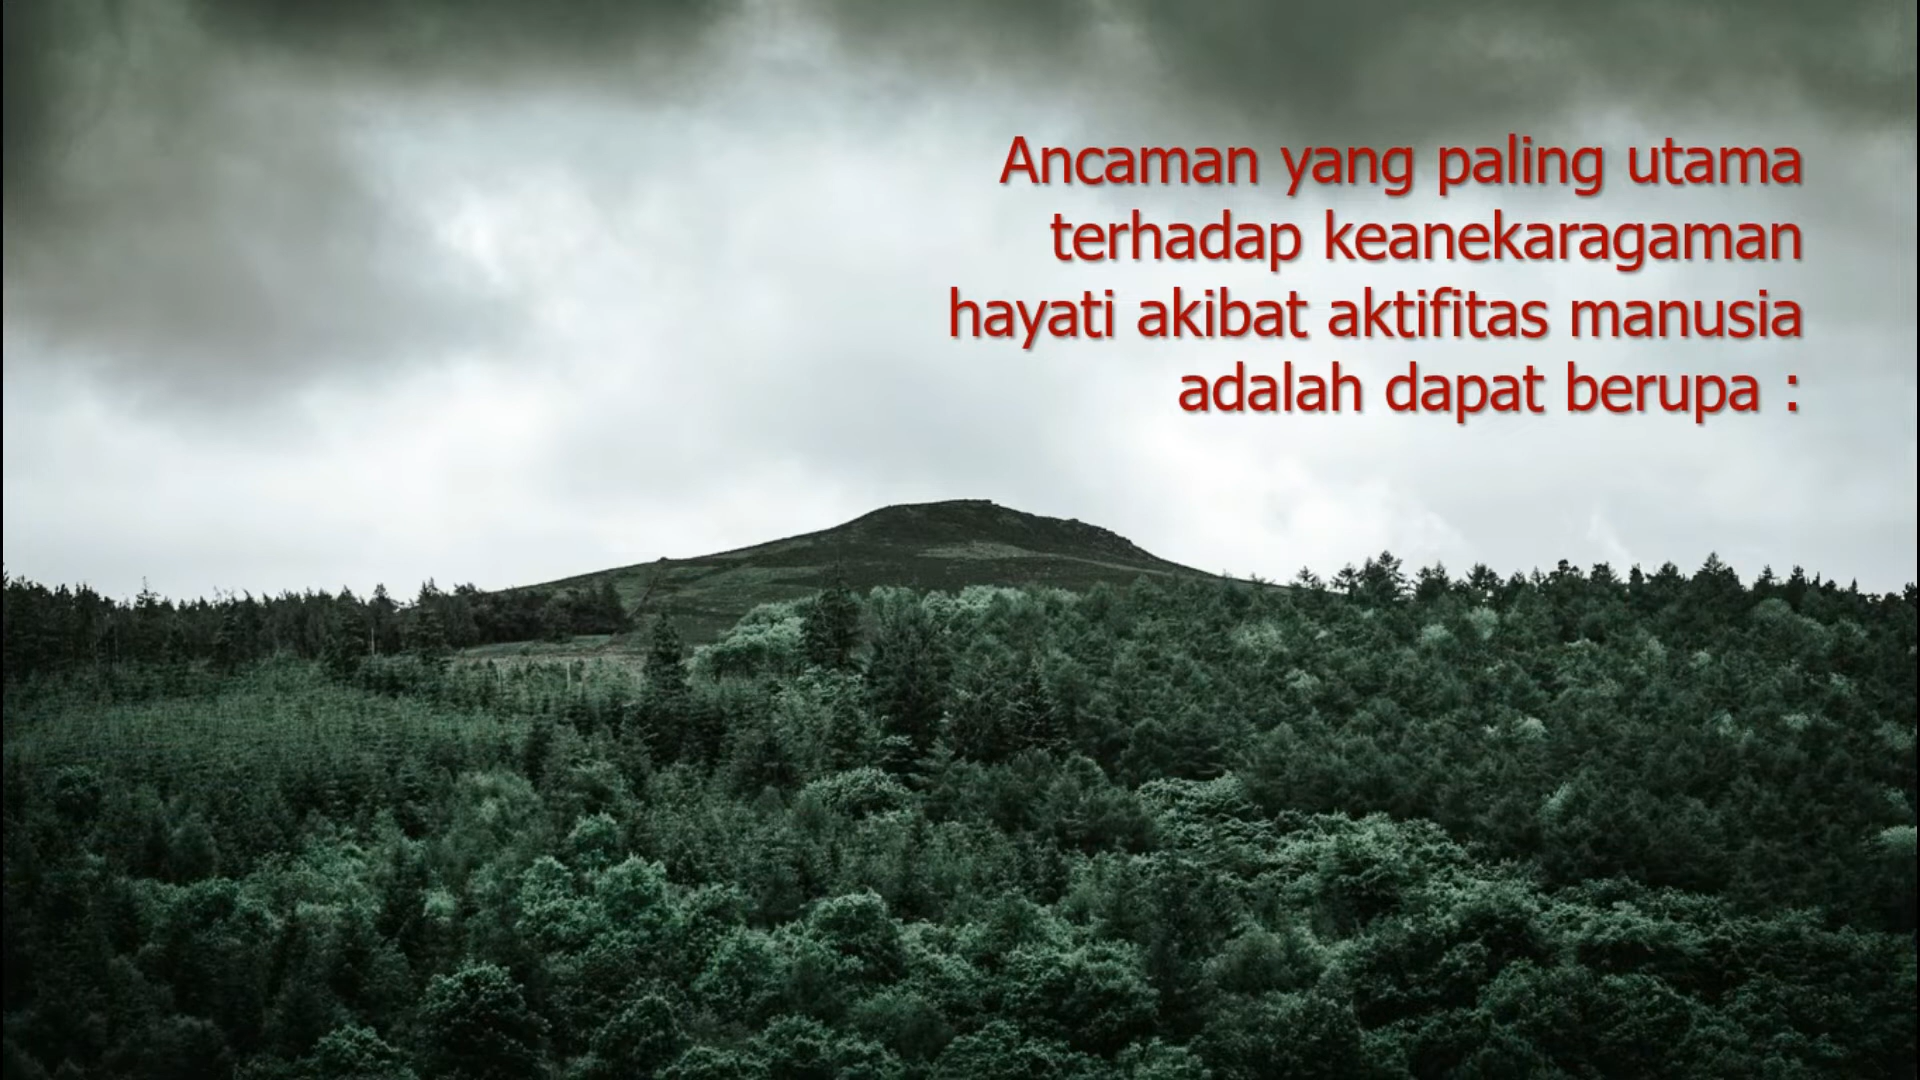 Ancaman yang paling utama
terhadap keanekaragaman
hayati akibat aktifitas manusia
adalah dapat berupa :